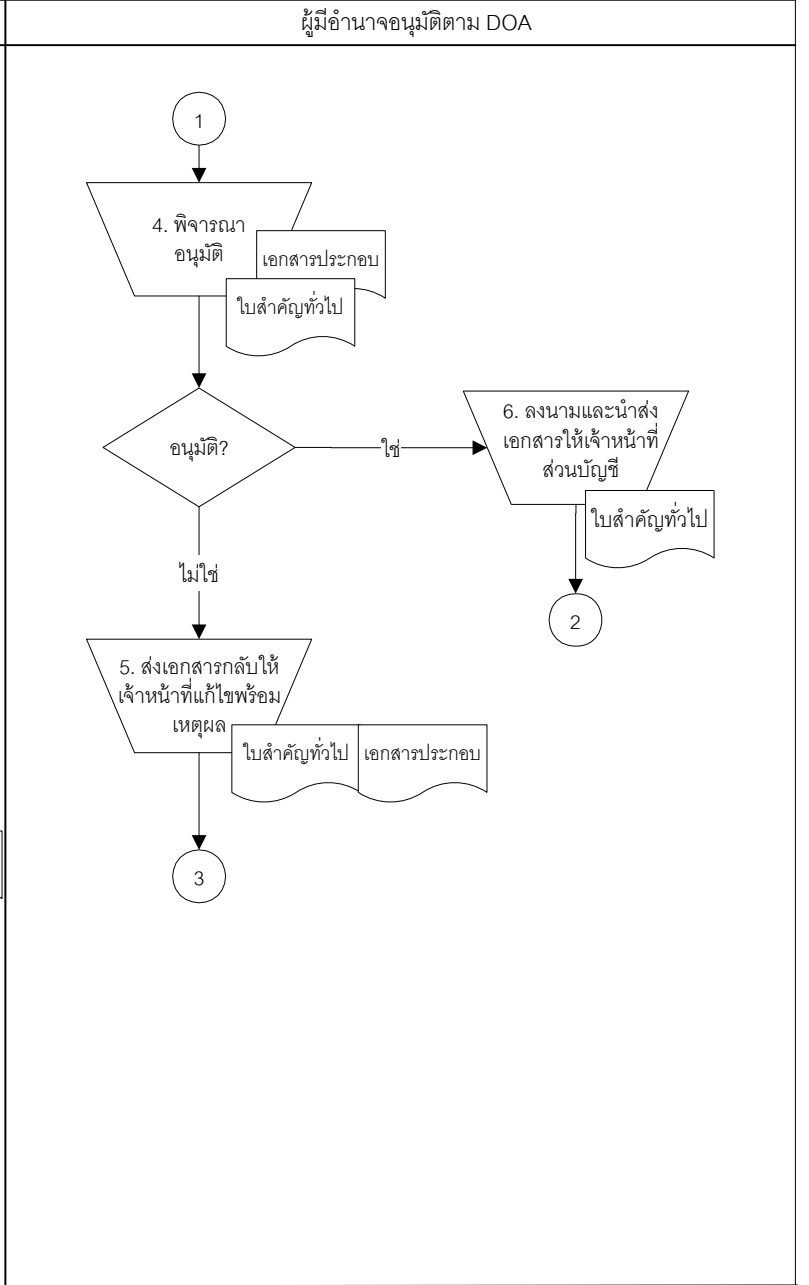 ผู้มีอำนาจอนุมัติตาม DOA
1
4. พิจารณา
อนุมัติ
เอกสารประกอบ
ใบสำคัญทั่วไป
อนุมัติ?
ใช่
6. ลงนามและนำส่ง
เอกสารให้เจ้าหน้าที่
ส่วนบัญชี
ใบสำคัญทั่วไป
2
ไม่ใช่
5. ส่งเอกสารกลับให้
เจ้าหน้าที่แก้ไขพร้อม
เหตุผล
ใบสำคัญทั่วไป
เอกสารประกอบ
3